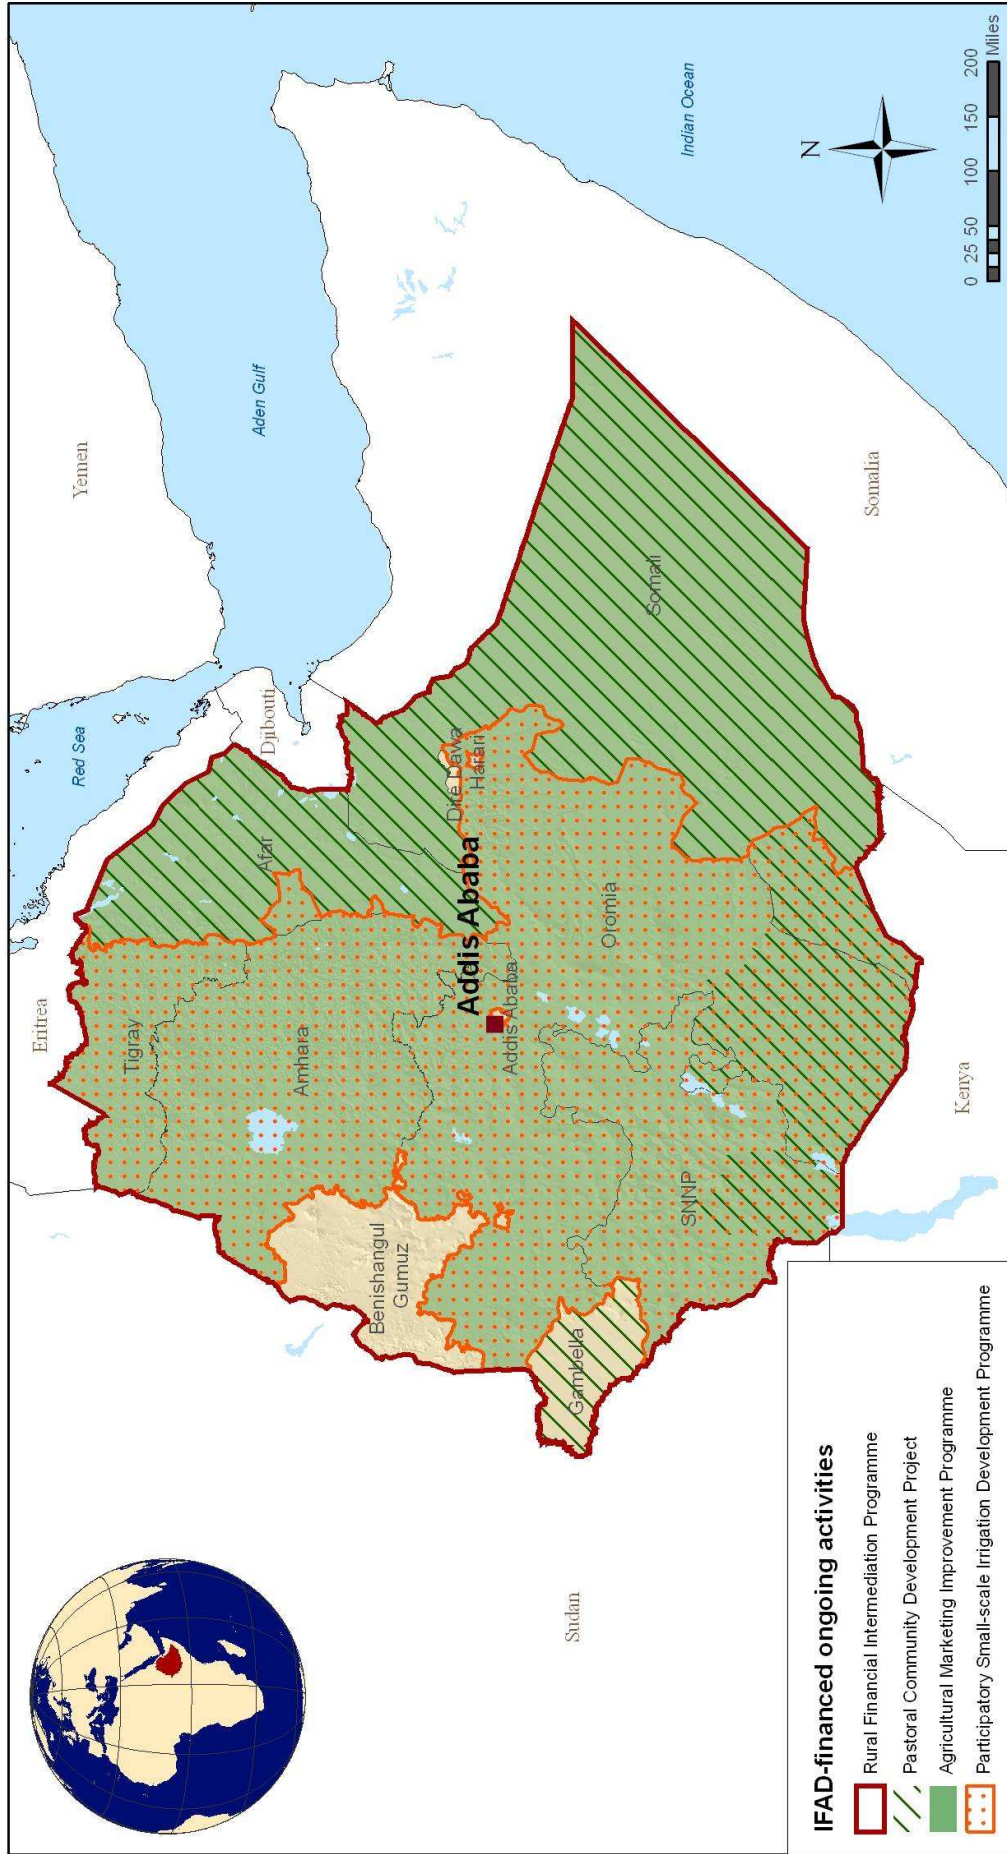 Yemen
Red Sea
Eritrea
Aden Gulf
Djibouti
Tigray
Afar
Amhara
Dire Dawa
Harari
Addis Ababa
Addis Ababa
Benishangul
Gumuz
Oromia
Somali
Gambella
SNNP
Sudan
Indian Ocean
Somalia
Kenya
N
0 25 50 100 150 200
Miles
IFAD-financed ongoing activities
Rural Financial Intermediation Programme
Pastoral Community Development Project
Agricultural Marketing Improvement Programme
Participatory Small-scale Irrigation Development Programme